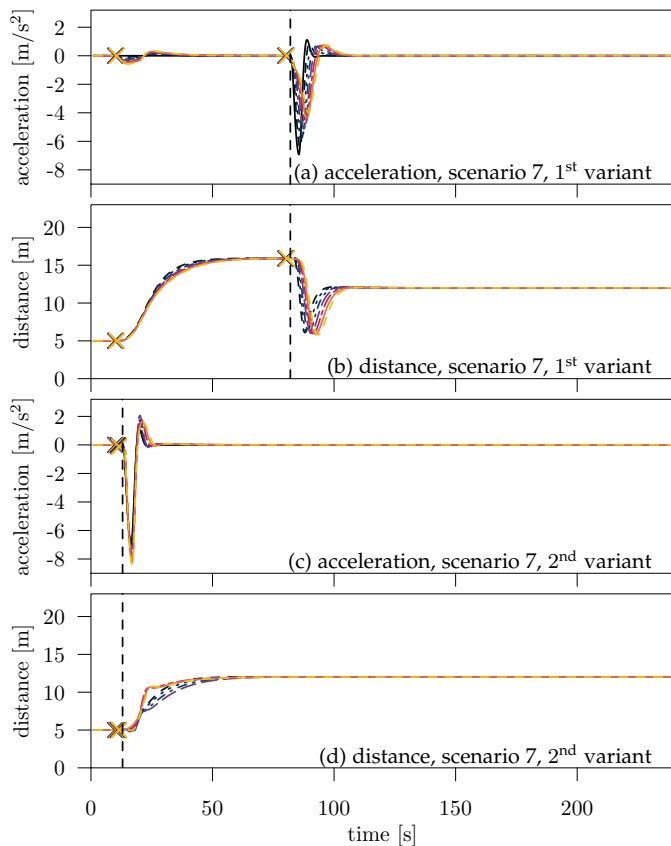 2
0
-2
-4
-6
-8
acceleration [m/s²]
(a) acceleration, scenario 7, 1st variant
20
15
10
5
0
distance [m]
(b) distance, scenario 7, 1st variant
2
0
-2
-4
-6
-8
acceleration [m/s²]
(c) acceleration, scenario 7, 2nd variant
20
15
10
5
0
distance [m]
(d) distance, scenario 7, 2nd variant
0 50 100 150 200
time [s]